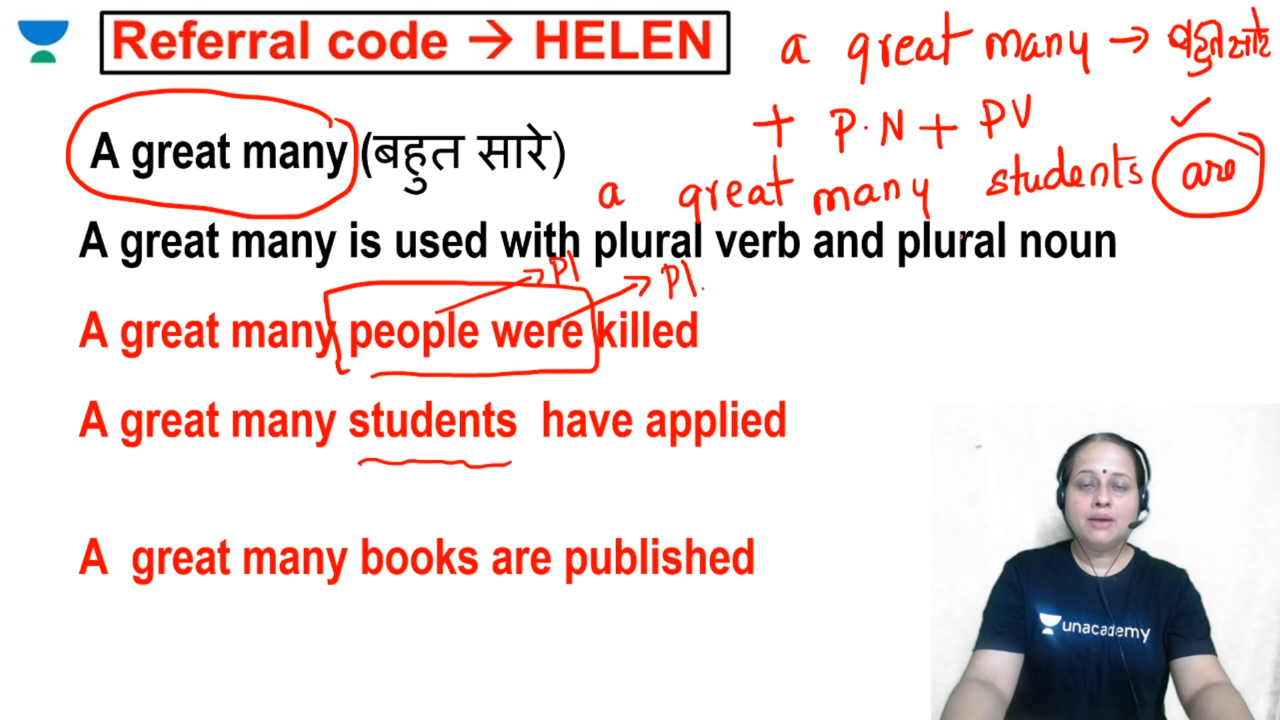 Referral code → HELEN
a great many → बहुत सारे
+ P.N + PV
A great many (बहुत सारे)
a great many students are
A great many is used with plural verb and plural noun
Pl
Pl.
A great many people were killed
A great many students have applied
A great many books are published
unacademy